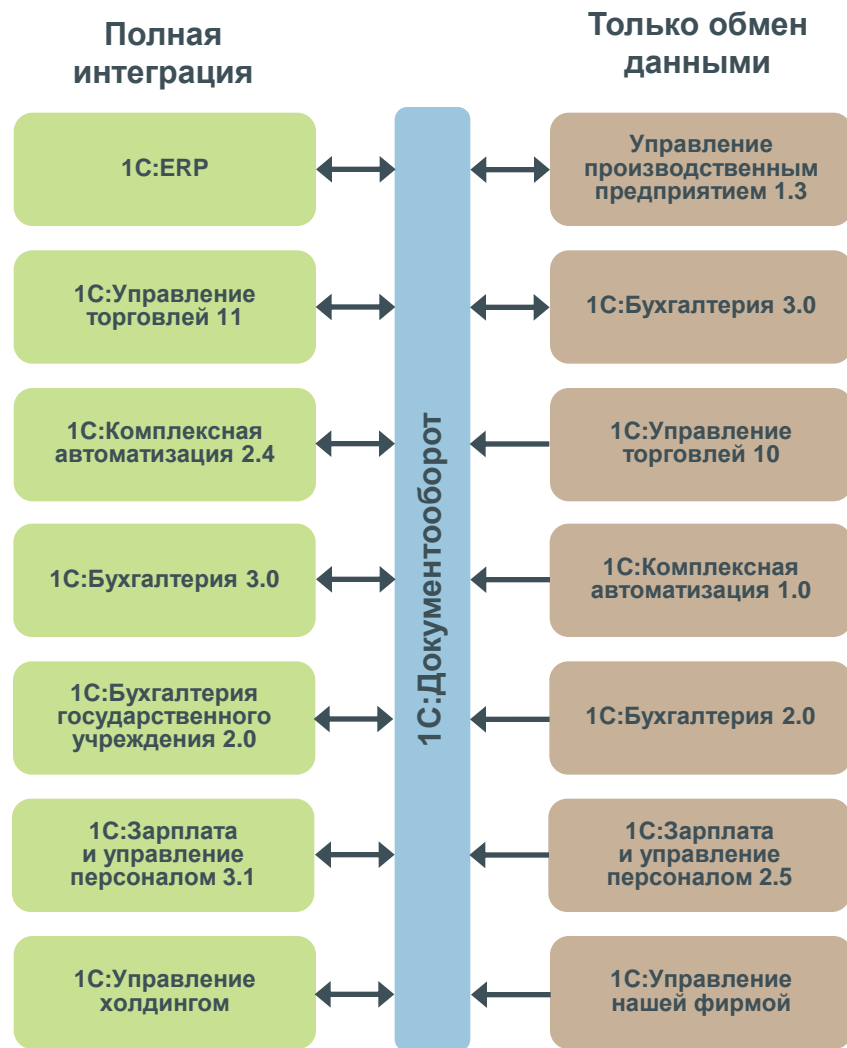 Полная
интеграция
Только обмен
данными
1С:ERP
Управление
производственным
предприятием 1.3
1С:Управление
торговлей 11
1С:Бухгалтерия 3.0
1С:Комплексная
автоматизация 2.4
1С:Управление
торговлей 10
1С:Бухгалтерия 3.0
1С:Комплексная
автоматизация 1.0
1С:Бухгалтерия
государственного
учреждения 2.0
1С:Бухгалтерия 2.0
1С:Зарплата
и управление
персоналом 3.1
1С:Зарплата
и управление
персоналом 2.5
1С:Управление
холдингом
1С:Управление
нашей фирмой
1С:Документооборот